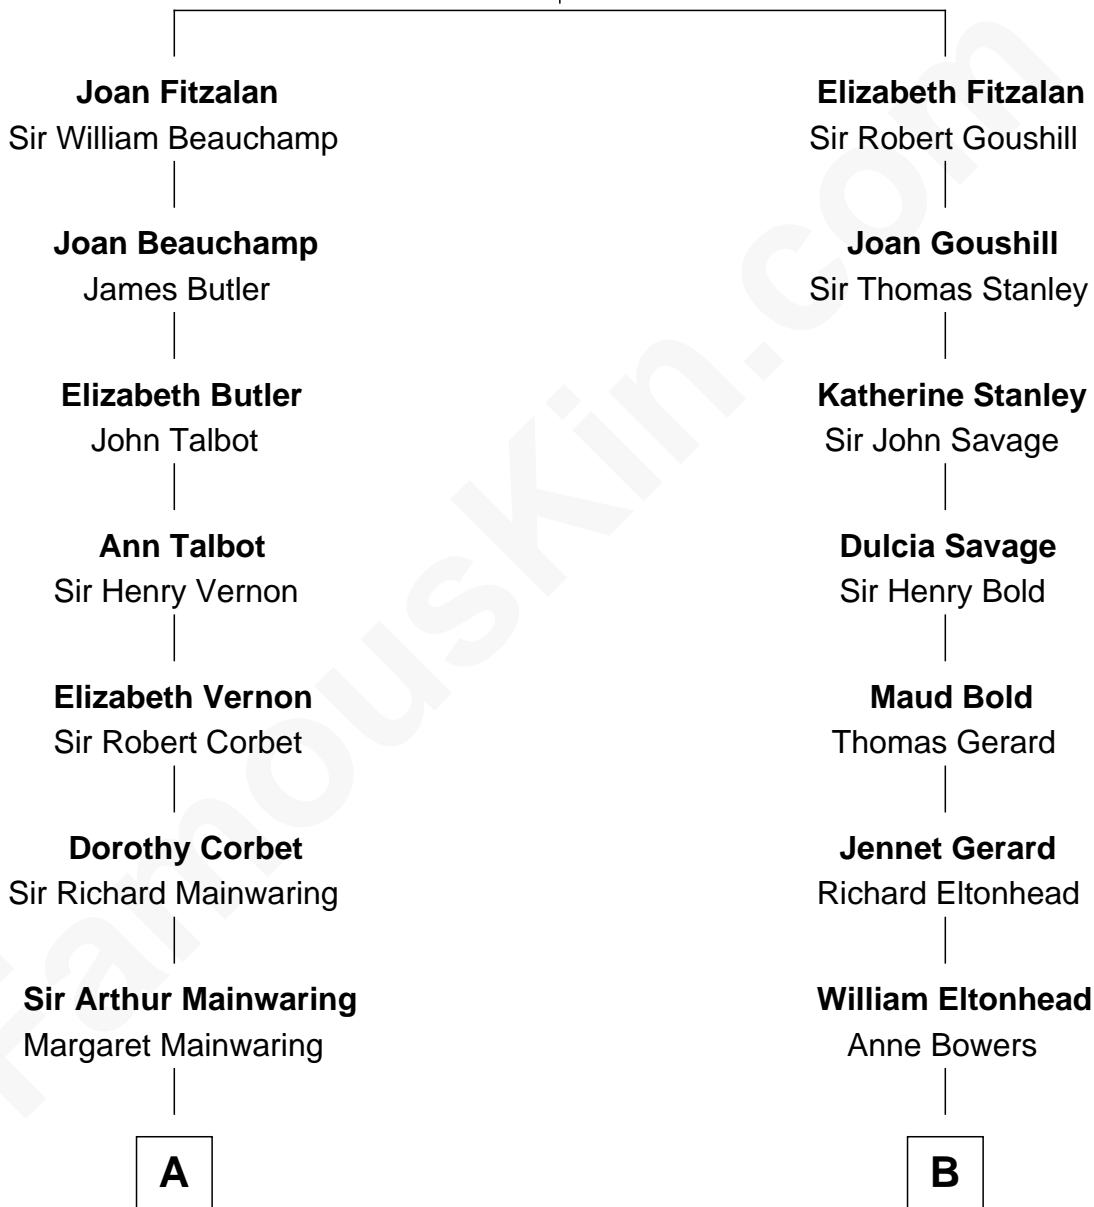 Joan Fitzalan
Sir William Beauchamp
Joan Beauchamp
James Butler
Elizabeth Butler
John Talbot
Ann Talbot
Sir Henry Vernon
Elizabeth Vernon
Sir Robert Corbet
Dorothy Corbet
Sir Richard Mainwaring
Sir Arthur Mainwaring
Margaret Mainwaring
A
Elizabeth Fitzalan
Sir Robert Goushill
Joan Goushill
Sir Thomas Stanley
Katherine Stanley
Sir John Savage
Dulcia Savage
Sir Henry Bold
Maud Bold
Thomas Gerard
Jennet Gerard
Richard Eltonhead
William Eltonhead
Anne Bowers
B
FamousKin.com